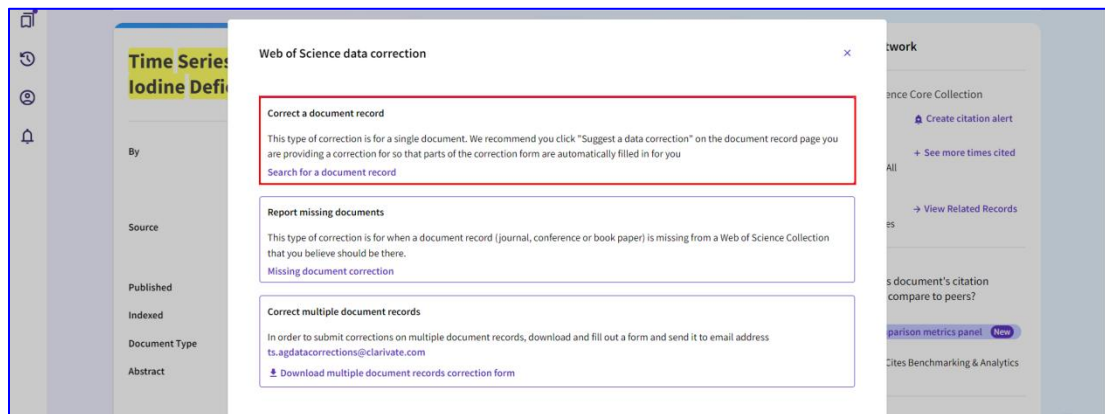 Time Series
Iodine Defi
By
Source
Published
Indexed
Document Type
Abstract
Web of Science data correction
×
Correct a document record
This type of correction is for a single document. We recommend you click "Suggest a data correction" on the document record page you
are providing a correction for so that parts of the correction form are automatically filled in for you
Search for a document record
Report missing documents
This type of correction is for when a document record (journal, conference or book paper) is missing from a Web of Science Collection
that you believe should be there.
Missing document correction
Correct multiple document records
In order to submit corrections on multiple document records, download and fill out a form and send it to email address
ts.agdatacorrections@clarivate.com
Download multiple document records correction form
twork
ence Core Collection
Create citation alert
+ See more times cited
All
→ View Related Records
es
s document's citation
compare to peers?
parison metrics panel New
Cites Benchmarking & Analytics